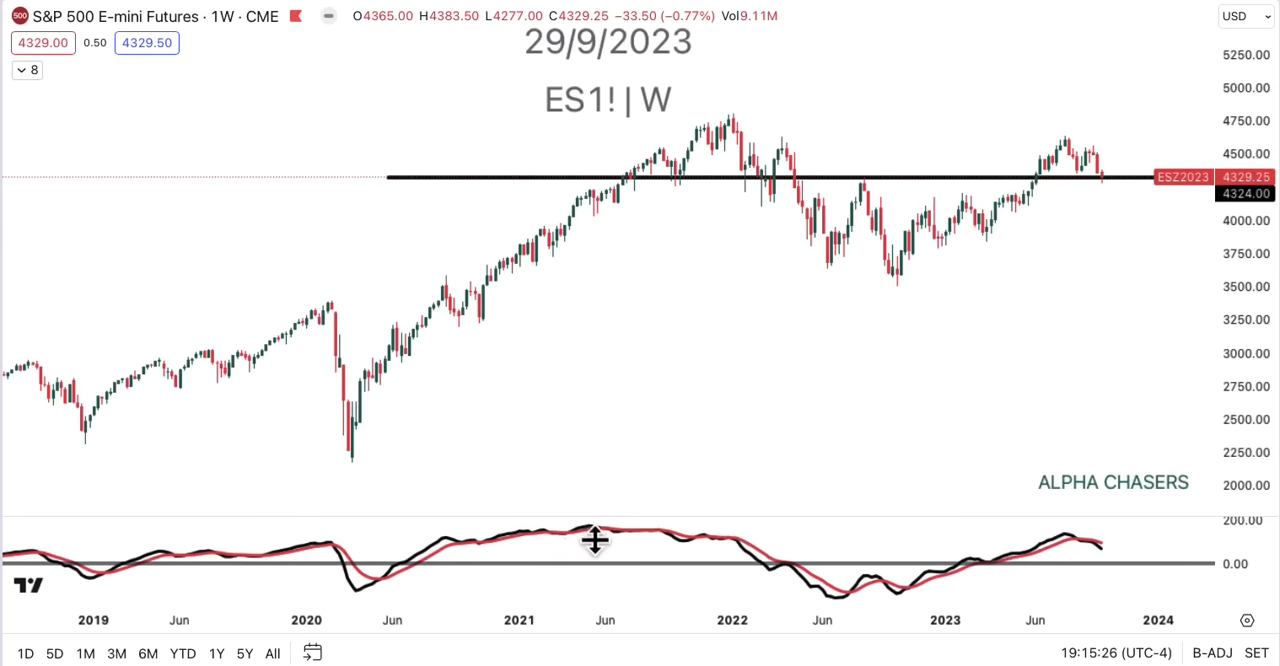 500 S&P 500 E-mini Futures · 1W · CME O4365.00 H4383.50 L4277.00 C4329.25 −33.50 (−0.77%) Vol9.11M USD
4329.00 0.50 4329.50
8
29/9/2023
ES1! | W
5250.00
5000.00
4750.00
4500.00
ESZ2023 4329.25
4324.00
4000.00
3750.00
3500.00
3250.00
3000.00
2750.00
2500.00
2250.00
2000.00
ALPHA CHASERS
200.00
0.00
2019 Jun 2020 Jun 2021 Jun 2022 Jun 2023 Jun 2024
1D 5D 1M 3M 6M YTD 1Y 5Y All 19:15:26 (UTC-4) B-ADJ SET